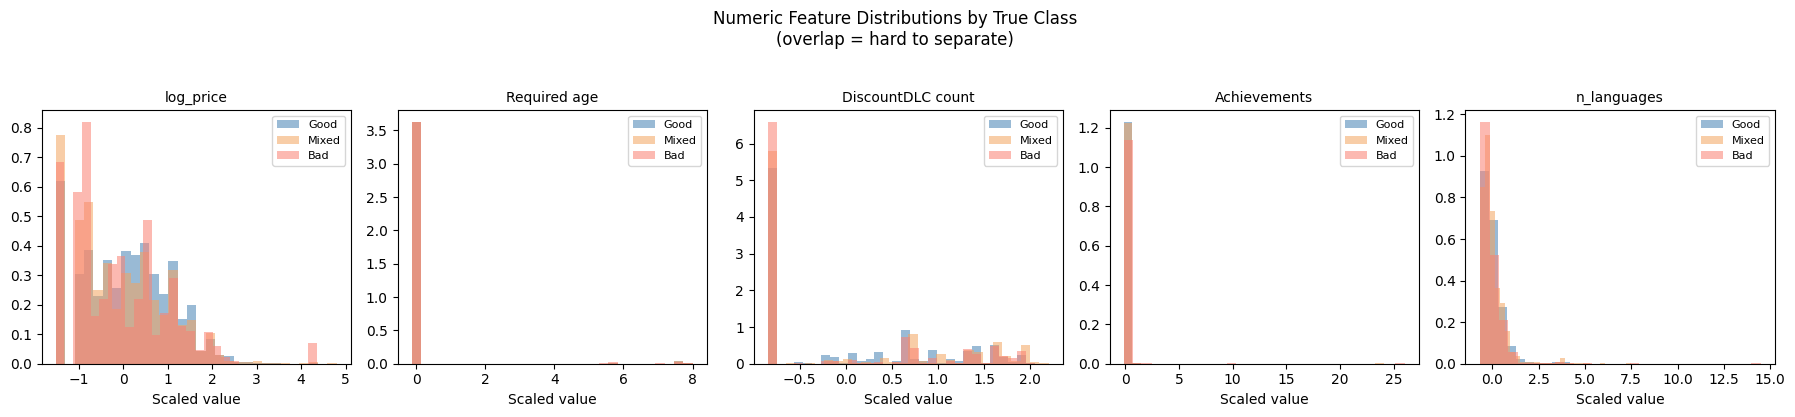 Numeric Feature Distributions by True Class
(overlap = hard to separate)
log_price
0.8
0.7
0.6
0.5
0.4
0.3
0.2
0.1
0.0
−1
0
1
2
3
4
5
Scaled value
Good
Mixed
Bad
Required age
3.5
3.0
2.5
2.0
1.5
1.0
0.5
0.0
0
2
4
6
8
Scaled value
Good
Mixed
Bad
DiscountDLC count
6
5
4
3
2
1
0
−0.5
0.0
0.5
1.0
1.5
2.0
Scaled value
Good
Mixed
Bad
Achievements
1.2
1.0
0.8
0.6
0.4
0.2
0.0
0
5
10
15
20
25
Scaled value
Good
Mixed
Bad
n_languages
1.2
1.0
0.8
0.6
0.4
0.2
0.0
0.0
2.5
5.0
7.5
10.0
12.5
15.0
Scaled value
Good
Mixed
Bad